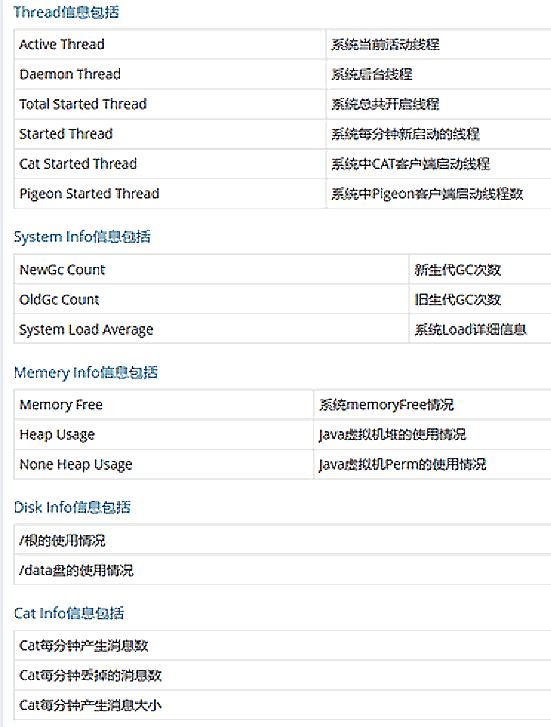 Thread信息包括
Active Thread 系统当前活动线程
Daemon Thread 系统后台线程
Total Started Thread 系统总共开启线程
Started Thread 系统每分钟新启动的线程
Cat Started Thread 系统中CAT客户端启动线程
Pigeon Started Thread 系统中Pigeon客户端启动线程数
System Info信息包括
NewGc Count 新生代GC次数
OldGc Count 旧生代GC次数
System Load Average 系统Load详细信息
Memery Info信息包括
Memory Free 系统memoryFree情况
Heap Usage Java虚拟机堆的使用情况
None Heap Usage Java虚拟机Perm的使用情况
Disk Info信息包括
/根的使用情况
/data盘的使用情况
Cat Info信息包括
Cat每分钟产生消息数
Cat每分钟丢掉的消息数
Cat每分钟产生消息大小